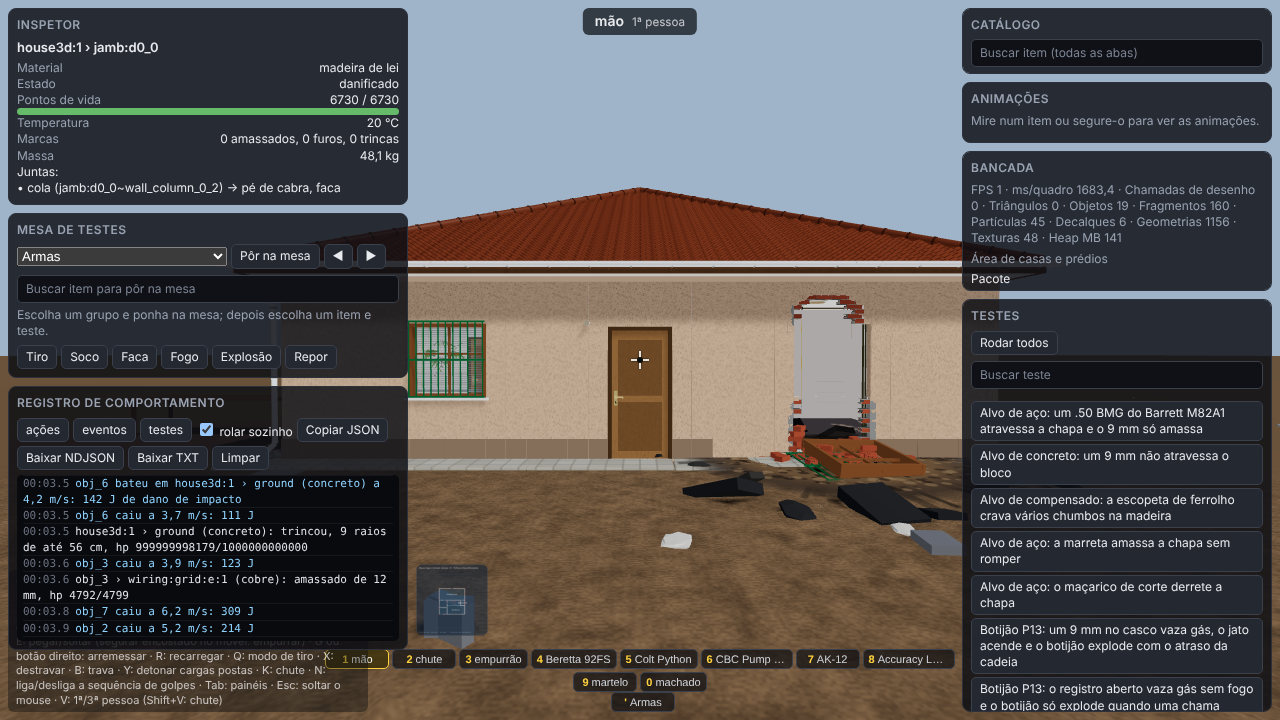 INSPETOR
house3d:1 › jamb:d0_0
Material madeira de lei
Estado danificado
Pontos de vida 6730 / 6730
Temperatura 20 °C
Marcas 0 amassados, 0 furos, 0 trincas
Massa 48,1 kg
Juntas:
• cola (jamb:d0_0~wall_column_0_2) → pé de cabra, faca
MESA DE TESTES
Armas Pôr na mesa ◀ ▶
Buscar item para pôr na mesa
Escolha um grupo e ponha na mesa; depois escolha um item e
teste.
Tiro Soco Faca Fogo Explosão Repor
REGISTRO DE COMPORTAMENTO
ações eventos testes rolar sozinho Copiar JSON
Baixar NDJSON Baixar TXT Limpar
00:03.5 obj_6 bateu em house3d:1 › ground (concreto) a
4,2 m/s: 142 J de dano de impacto
00:03.5 obj_6 caiu a 3,7 m/s: 111 J
00:03.5 house3d:1 › ground (concreto): trincou, 9 raios
de até 56 cm, hp 999999998179/1000000000000
00:03.6 obj_3 caiu a 3,9 m/s: 123 J
00:03.6 obj_3 › wiring:grid:e:1 (cobre): amassado de 12
mm, hp 4792/4799
00:03.8 obj_7 caiu a 6,2 m/s: 309 J
00:03.9 obj_2 caiu a 5,2 m/s: 214 J
botão direito: arremessar · R: recarregar · Q: modo de tiro · X:
destravar · B: trava · Y: detonar cargas postas · K: chute · N:
liga/desliga a sequência de golpes · Tab: painéis · Esc: soltar o
mouse · V: 1ª/3ª pessoa (Shift+V: chute)
mão 1ª pessoa
1 mão 2 chute 3 empurrão 4 Beretta 92FS 5 Colt Python 6 CBC Pump ... 7 AK-12 8 Accuracy L...
9 martelo 0 machado
' Armas
CATÁLOGO
Buscar item (todas as abas)
ANIMAÇÕES
Mire num item ou segure-o para ver as animações.
BANCADA
FPS 1 · ms/quadro 1683,4 · Chamadas de desenho
0 · Triângulos 0 · Objetos 19 · Fragmentos 160 ·
Partículas 45 · Decalques 6 · Geometrias 1156 ·
Texturas 48 · Heap MB 141
Área de casas e prédios
Pacote
TESTES
Rodar todos
Buscar teste
Alvo de aço: um .50 BMG do Barrett M82A1
atravessa a chapa e o 9 mm só amassa
Alvo de concreto: um 9 mm não atravessa o
bloco
Alvo de compensado: a escopeta de ferrolho
crava vários chumbos na madeira
Alvo de aço: a marreta amassa a chapa sem
romper
Alvo de aço: o maçarico de corte derrete a
chapa
Botijão P13: um 9 mm no casco vaza gás, o jato
acende e o botijão explode com o atraso da
cadeia
Botijão P13: o registro aberto vaza gás sem fogo
e o botijão só explode quando uma chama